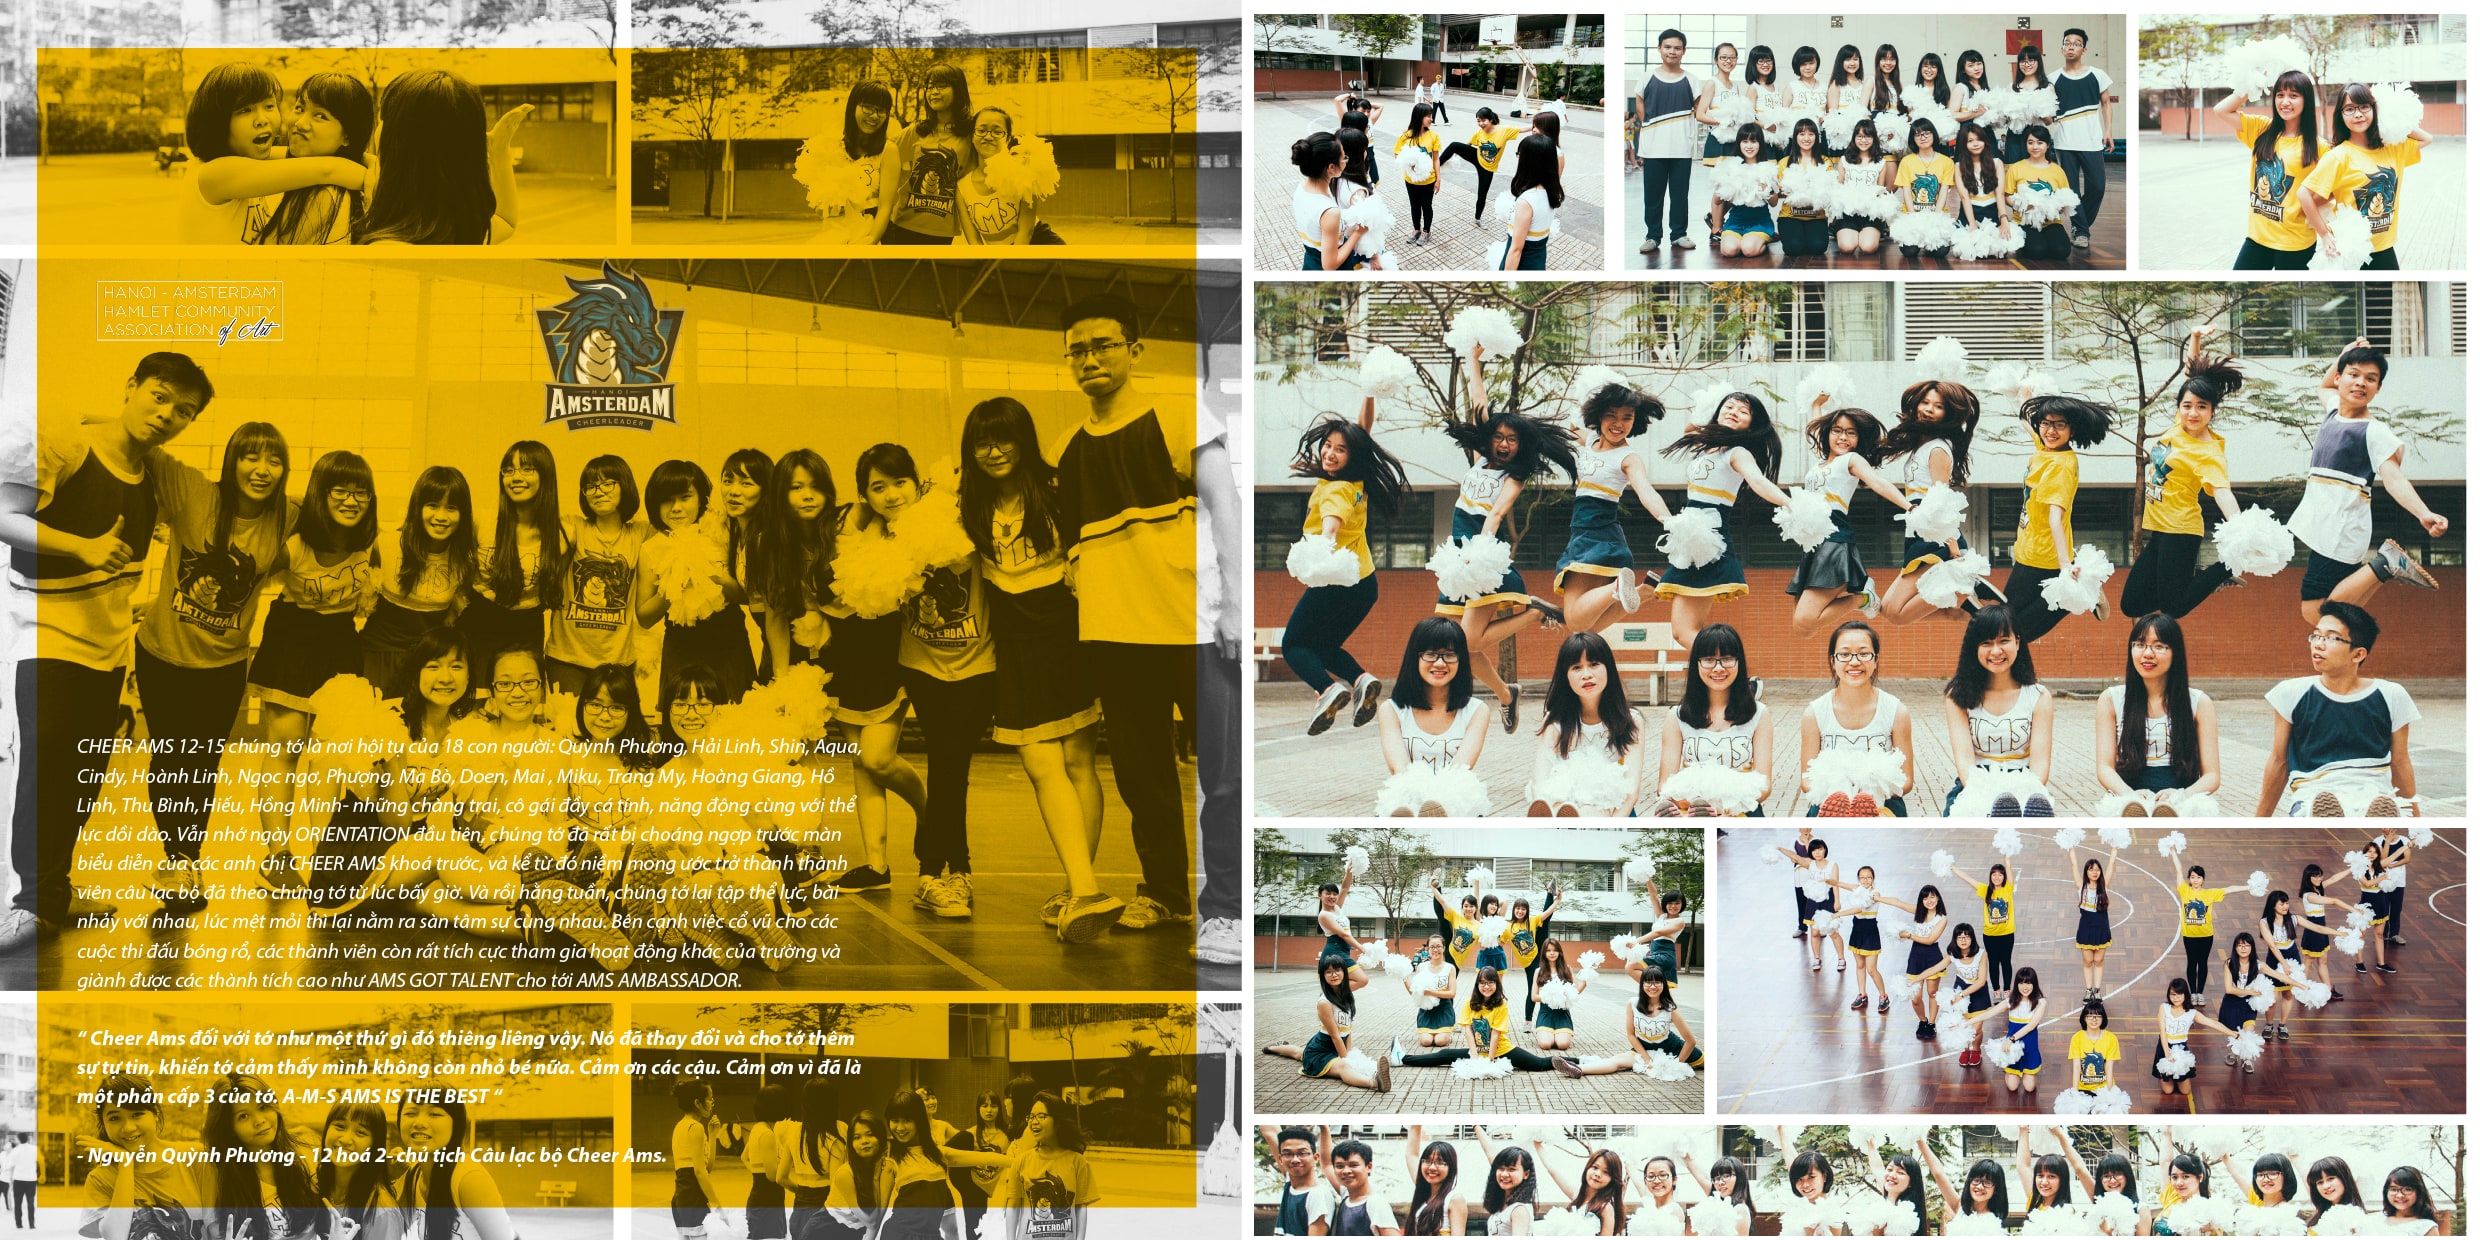 HANOI - AMSTERDAM
HAMLET COMMUNITY
ASSOCIATION of Art
HANOI
AMSTERDAM
CHEERLEADER
CHEER AMS 12-15 chúng tớ là nơi hội tụ của 18 con người: Quỳnh Phương, Hải Linh, Shin, Aqua,
Cindy, Hoành Linh, Ngọc ngơ, Phượng, Mạ Bò, Doen, Mai , Miku, Trang My, Hoàng Giang, Hồ
Linh, Thu Bình, Hiếu, Hồng Minh- những chàng trai, cô gái đầy cá tính, năng động cùng với thể
lực dồi dào. Vẫn nhớ ngày ORIENTATION đầu tiên, chúng tớ đã rất bị choáng ngợp trước màn
biểu diễn của các anh chị CHEER AMS khoá trước, và kể từ đó niềm mong ước trở thành thành
viên câu lạc bộ đã theo chúng tớ từ lúc bấy giờ. Và rồi hằng tuần, chúng tớ lại tập thể lực, bài
nhảy với nhau, lúc mệt mỏi thì lại nằm ra sàn tâm sự cùng nhau. Bên cạnh việc cổ vũ cho các
cuộc thi đấu bóng rổ, các thành viên còn rất tích cực tham gia hoạt động khác của trường và
giành được các thành tích cao như AMS GOT TALENT cho tới AMS AMBASSADOR.
“ Cheer Ams đối với tớ như một thứ gì đó thiêng liêng vậy. Nó đã thay đổi và cho tớ thêm
sự tự tin, khiến tớ cảm thấy mình không còn nhỏ bé nữa. Cảm ơn các cậu. Cảm ơn vì đã là
một phần cấp 3 của tớ. A-M-S AMS IS THE BEST “
- Nguyễn Quỳnh Phương - 12 hoá 2- chủ tịch Câu lạc bộ Cheer Ams.